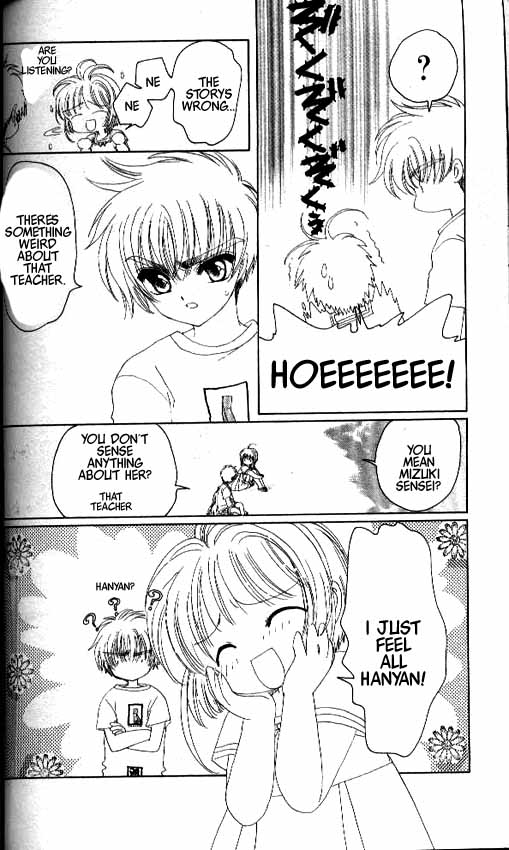 ?
HOEEEEEEE!
THE
STORYS
WRONG...
NE
NE
ARE
YOU
LISTENING?
THERES
SOMETHING
WEIRD
ABOUT
THAT
TEACHER.
YOU
MEAN
MIZUKI
SENSEI?
YOU DON'T
SENSE
ANYTHING
ABOUT HER?
THAT
TEACHER
I JUST
FEEL
ALL
HANYAN!
HANYAN?
? ? ?